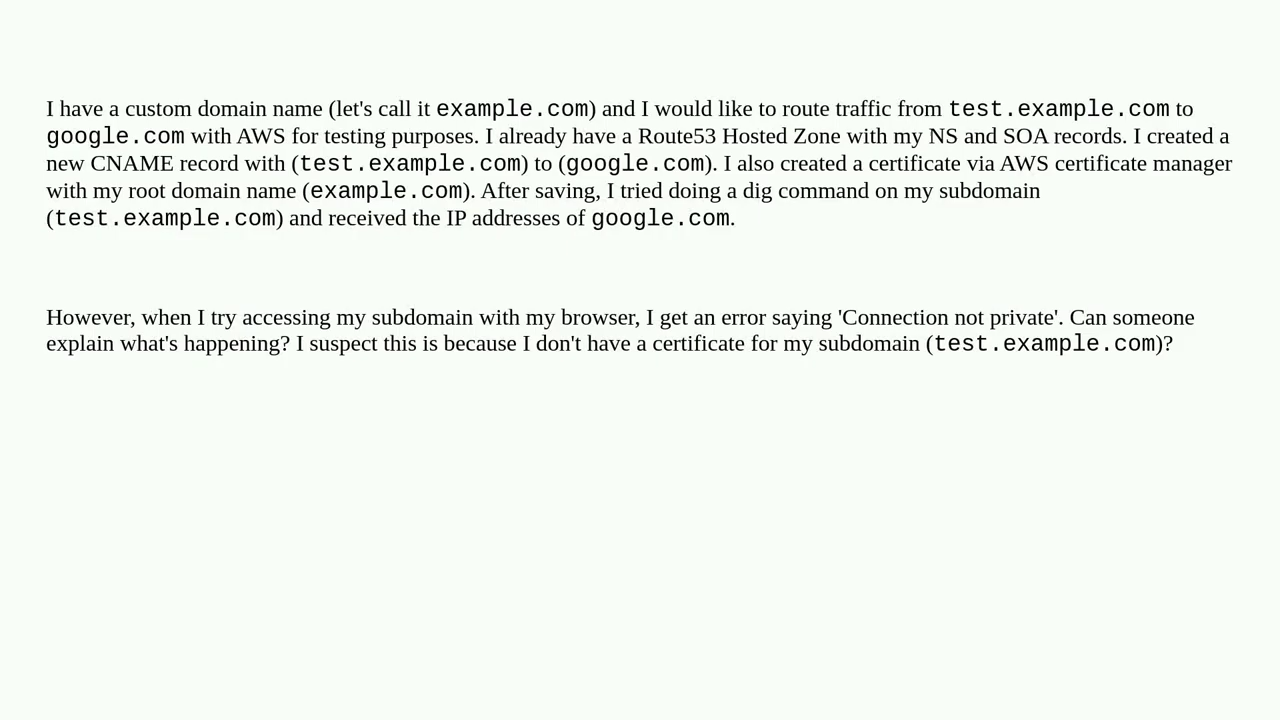 I have a custom domain name (let's call it example.com) and I would like to route traffic from test.example.com to
google.com with AWS for testing purposes. I already have a Route53 Hosted Zone with my NS and SOA records. I created a
new CNAME record with (test.example.com) to (google.com). I also created a certificate via AWS certificate manager
with my root domain name (example.com). After saving, I tried doing a dig command on my subdomain
(test.example.com) and received the IP addresses of google.com.
However, when I try accessing my subdomain with my browser, I get an error saying 'Connection not private'. Can someone
explain what's happening? I suspect this is because I don't have a certificate for my subdomain (test.example.com)?